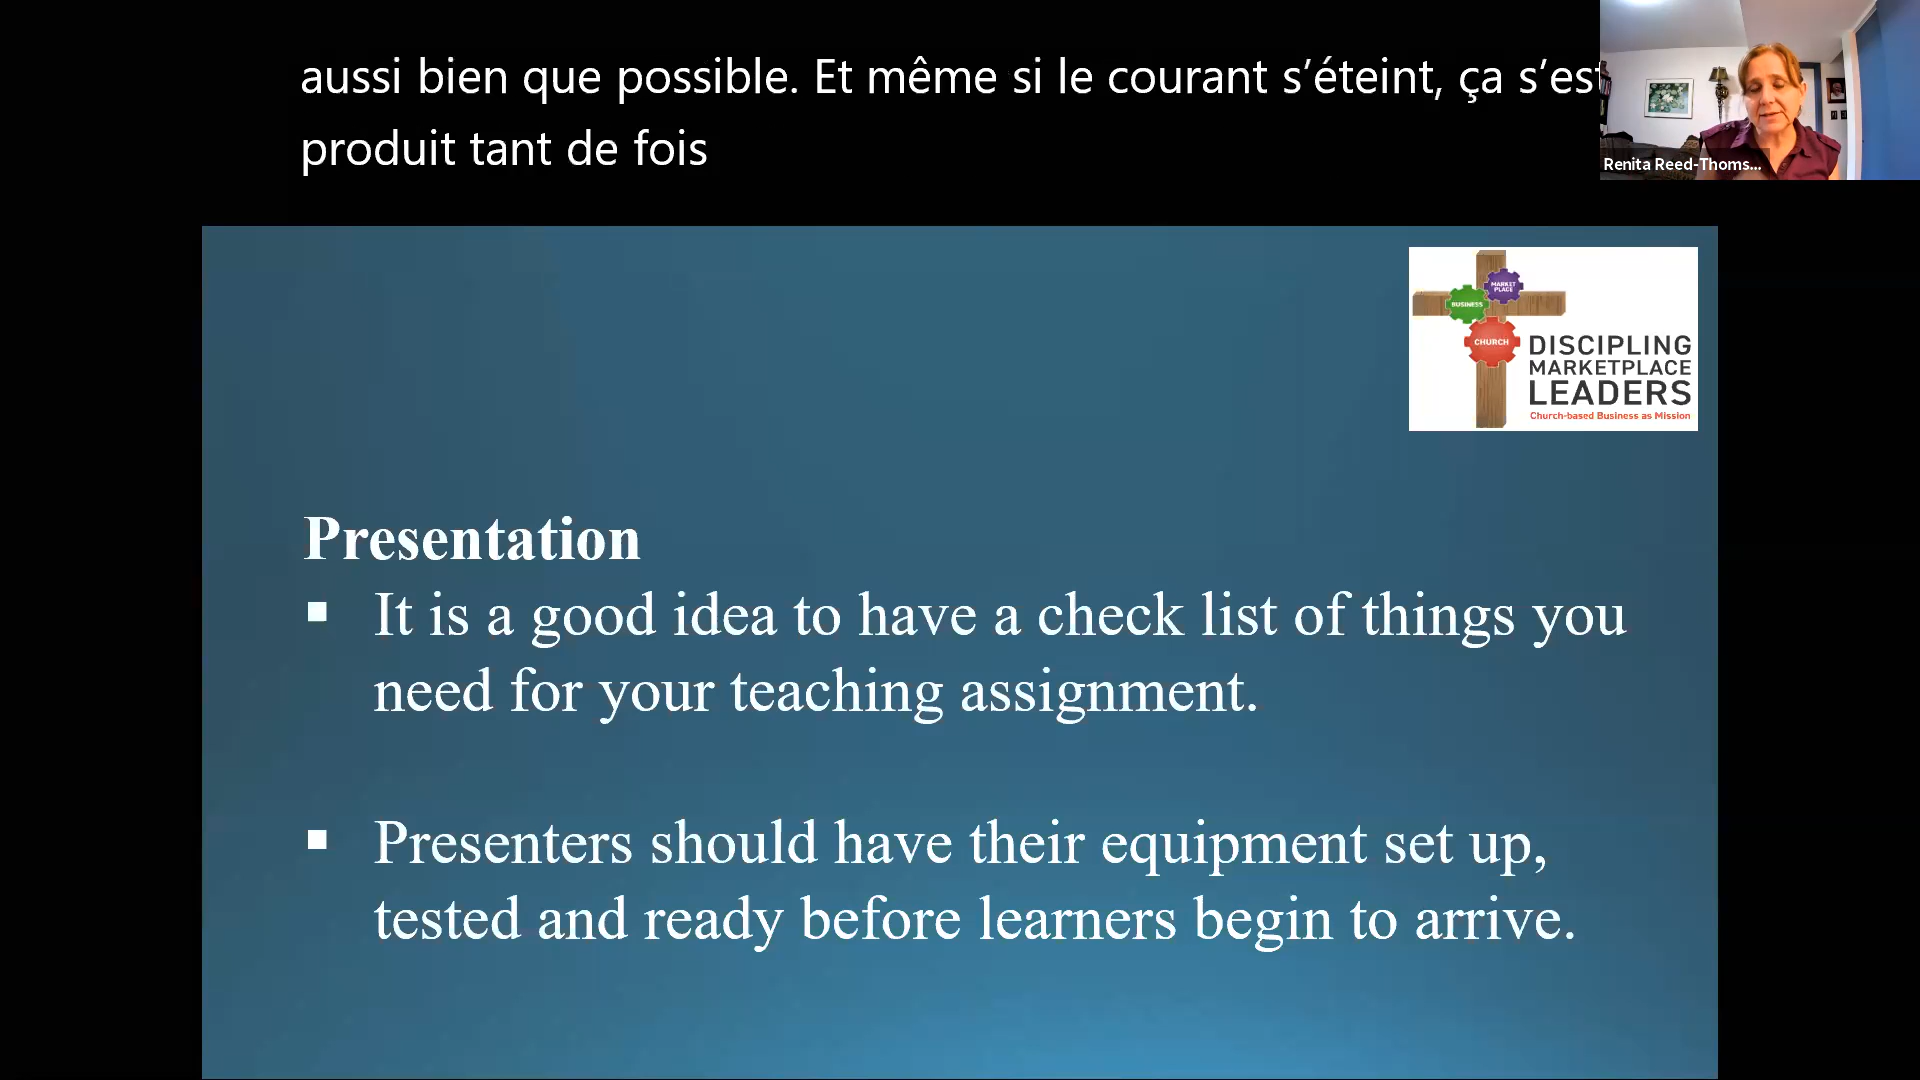 aussi bien que possible. Et même si le courant s’éteint, ça s’est
produit tant de fois
Renita Reed-Thoms...
MARKET
PLACE
BUSINESS
CHURCH
DISCIPLING
MARKETPLACE
LEADERS
Church-based Business as Mission
Presentation
▪ It is a good idea to have a check list of things you
need for your teaching assignment.
▪ Presenters should have their equipment set up,
tested and ready before learners begin to arrive.